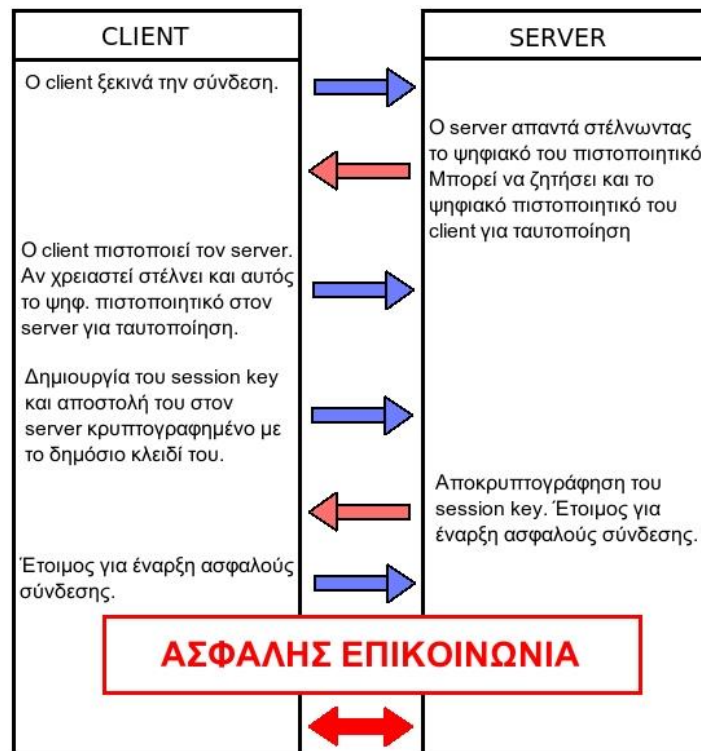 CLIENT
SERVER
Ο client ξεκινά την σύνδεση.
Ο server απαντά στέλνωντας
το ψηφιακό του πιστοποιητικό
Μπορεί να ζητήσει και το
ψηφιακό πιστοποιητικό του
client για ταυτοποίηση
Ο client πιστοποιεί τον server.
Αν χρειαστεί στέλνει και αυτός
το ψηφ. πιστοποιητικό στον
server για ταυτοποίηση.
Δημιουργία του session key
και αποστολή του στον
server κρυπτογραφημένο με
το δημόσιο κλειδί του.
Αποκρυπτογράφηση του
session key. Έτοιμος για
έναρξη ασφαλούς σύνδεσης.
Έτοιμος για έναρξη ασφαλούς
σύνδεσης.
ΑΣΦΑΛΗΣ ΕΠΙΚΟΙΝΩΝΙΑ